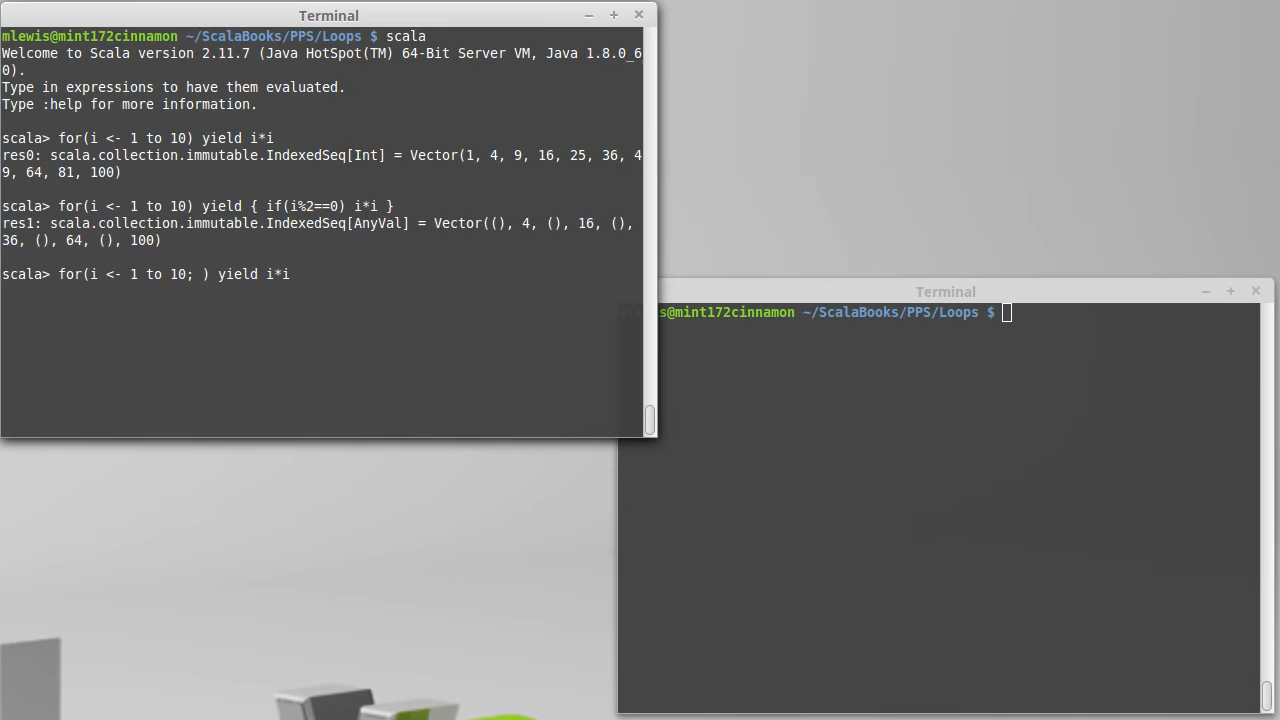 Terminal
mlewis@mint172cinnamon ~/ScalaBooks/PPS/Loops $ scala
Welcome to Scala version 2.11.7 (Java HotSpot(TM) 64-Bit Server VM, Java 1.8.0_6
0).
Type in expressions to have them evaluated.
Type :help for more information.
scala> for(i <- 1 to 10) yield i*i
res0: scala.collection.immutable.IndexedSeq[Int] = Vector(1, 4, 9, 16, 25, 36, 4
9, 64, 81, 100)
scala> for(i <- 1 to 10) yield { if(i%2==0) i*i }
res1: scala.collection.immutable.IndexedSeq[AnyVal] = Vector((), 4, (), 16, (),
36, (), 64, (), 100)
scala> for(i <- 1 to 10; ) yield i*i
Terminal
s@mint172cinnamon ~/ScalaBooks/PPS/Loops $